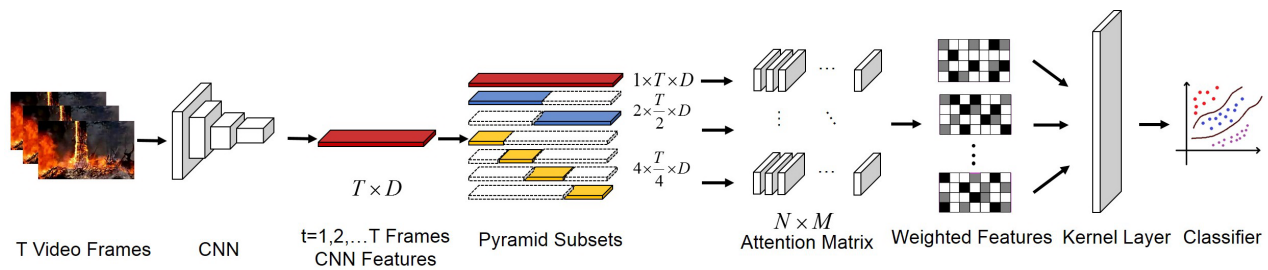 1×T×D
2×T/2×D
4×T/4×D
T×D
N×M
T Video Frames
CNN
t=1,2,…T Frames
CNN Features
Pyramid Subsets
Attention Matrix
Weighted Features
Kernel Layer
Classifier